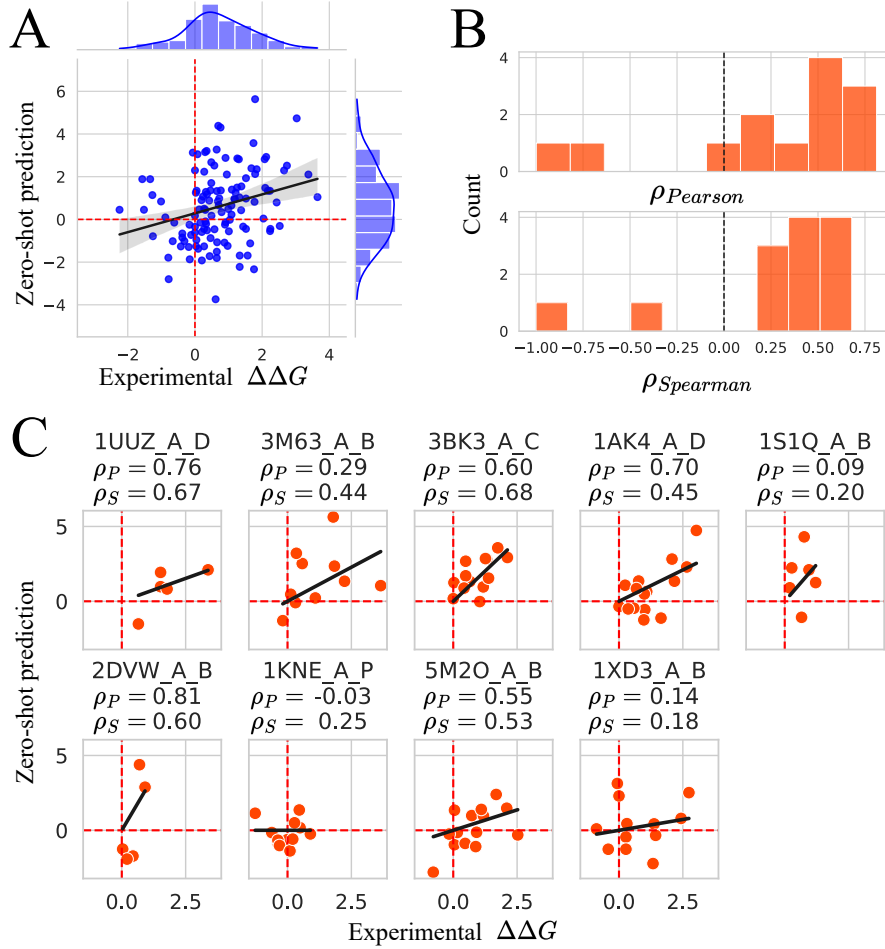 A
B
Zero-shot prediction
6
4
2
0
−2
−4
−2
0
2
4
Experimental ΔΔG
Count
4
2
0
ρPearson
4
2
0
−1.00
−0.75
−0.50
−0.25
0.00
0.25
0.50
0.75
ρSpearman
C
1UUZ_A_D
ρP = 0.76
ρS = 0.67
3M63_A_B
ρP = 0.29
ρS = 0.44
3BK3_A_C
ρP = 0.60
ρS = 0.68
1AK4_A_D
ρP = 0.70
ρS = 0.45
1S1Q_A_B
ρP = 0.09
ρS = 0.20
5
0
Zero-shot prediction
2DVW_A_B
ρP = 0.81
ρS = 0.60
1KNE_A_P
ρP = -0.03
ρS = 0.25
5M2O_A_B
ρP = 0.55
ρS = 0.53
1XD3_A_B
ρP = 0.14
ρS = 0.18
5
0
0.0 2.5
0.0 2.5
0.0 2.5
0.0 2.5
Experimental ΔΔG